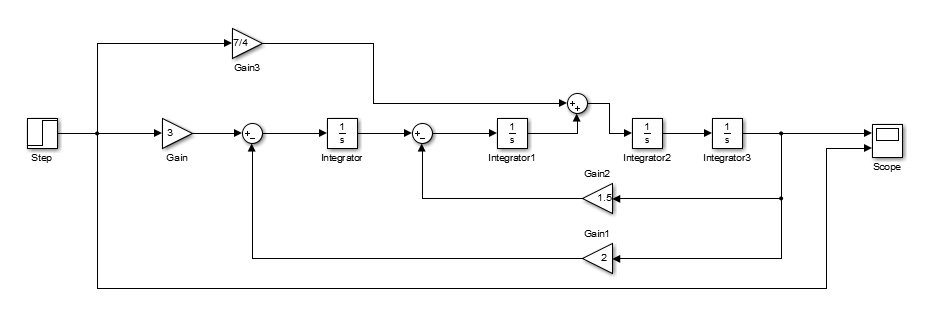 7/4
Gain3
+
+
Step
3
Gain
+
−
1
s
Integrator
+
−
1
s
Integrator1
1
s
Integrator2
1
s
Integrator3
Scope
Gain2
1.5
Gain1
2